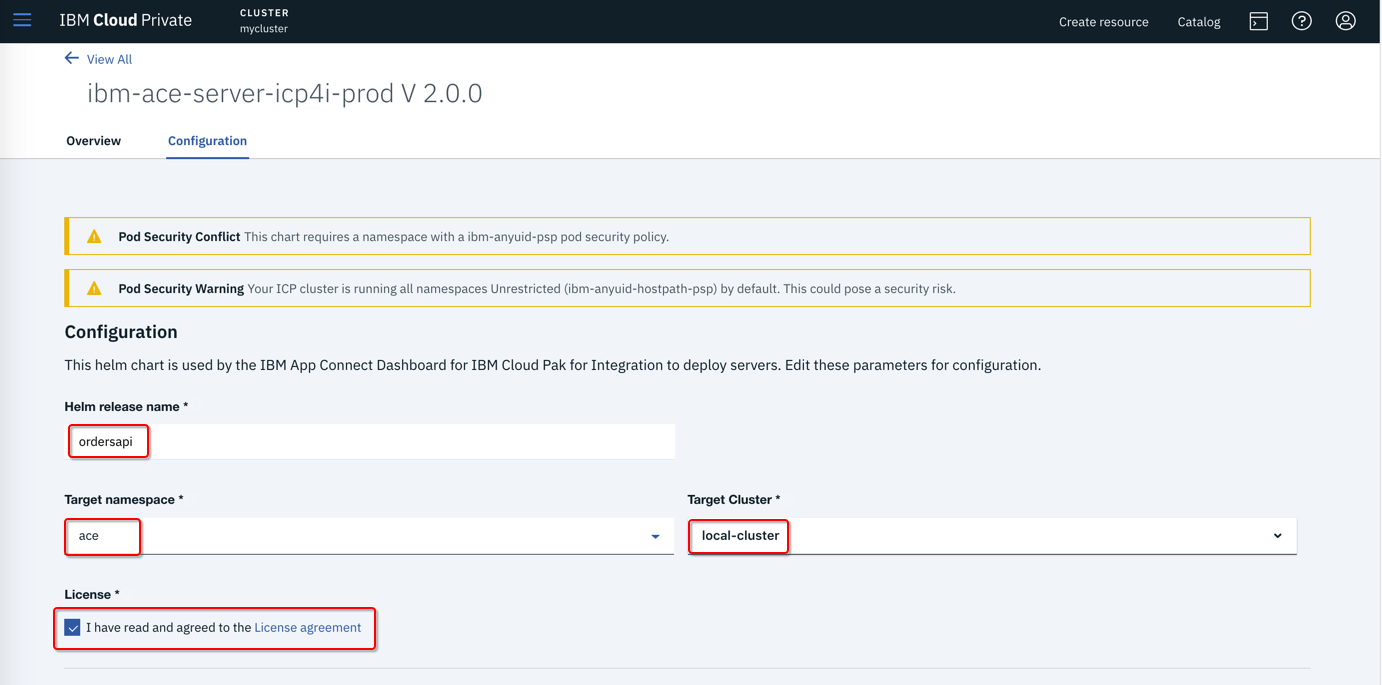 IBM Cloud Private
CLUSTER
mycluster
Create resource
Catalog
View All
ibm-ace-server-icp4i-prod V 2.0.0
Overview
Configuration
Pod Security Conflict This chart requires a namespace with a ibm-anyuid-psp pod security policy.
Pod Security Warning Your ICP cluster is running all namespaces Unrestricted (ibm-anyuid-hostpath-psp) by default. This could pose a security risk.
Configuration
This helm chart is used by the IBM App Connect Dashboard for IBM Cloud Pak for Integration to deploy servers. Edit these parameters for configuration.
Helm release name *
ordersapi
Target namespace *
Target Cluster *
ace
local-cluster
License *
I have read and agreed to the License agreement